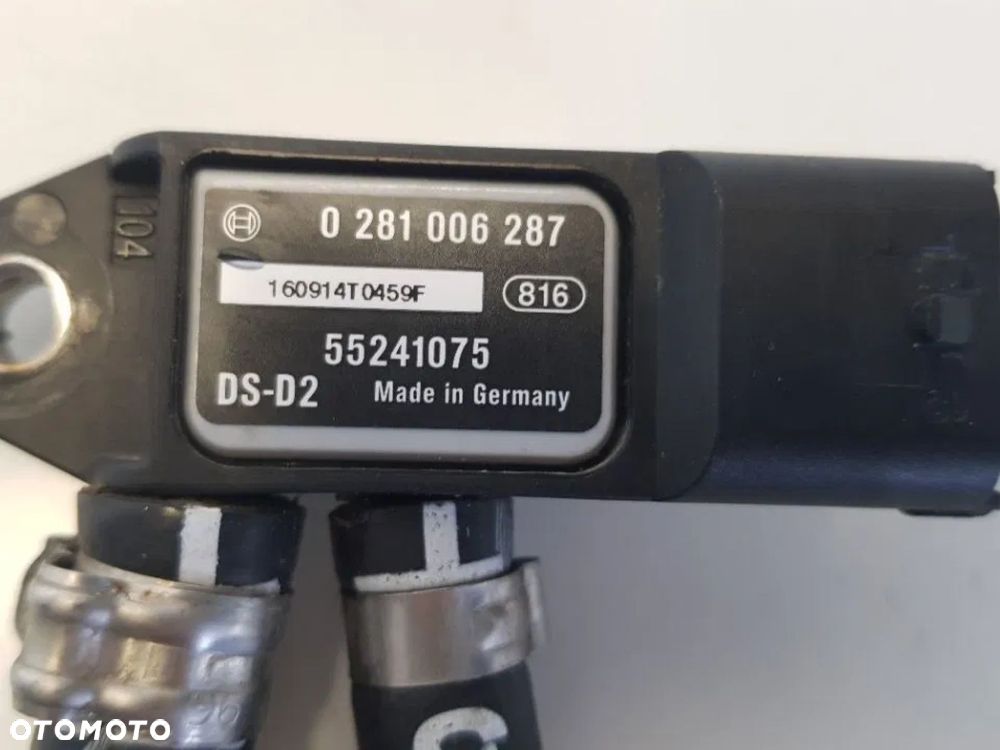 104
0 281 006 287
160914T0459F
816
55241075
DS-D2 Made in Germany
C
OTOMOTO